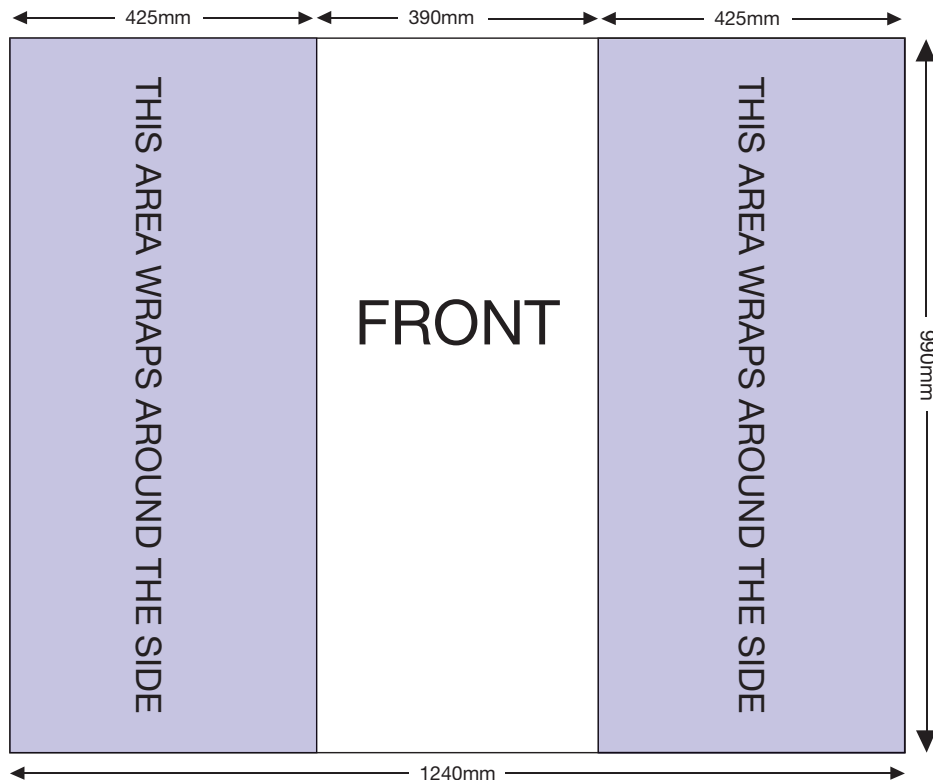 425mm
390mm
425mm
THIS AREA WRAPS AROUND THE SIDE
FRONT
THIS AREA WRAPS AROUND THE SIDE
990mm
1240mm